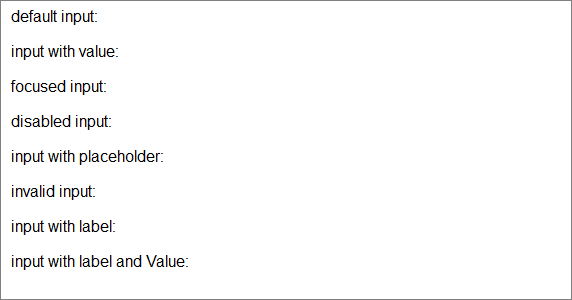 default input:
input with value:
focused input:
disabled input:
input with placeholder:
invalid input:
input with label:
input with label and Value: